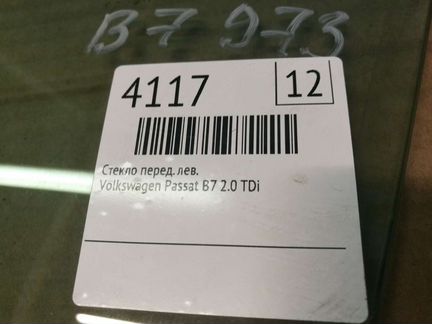 B7 973
4117
12
Стекло перед. лев.
Volkswagen Passat B7 2.0 TDi